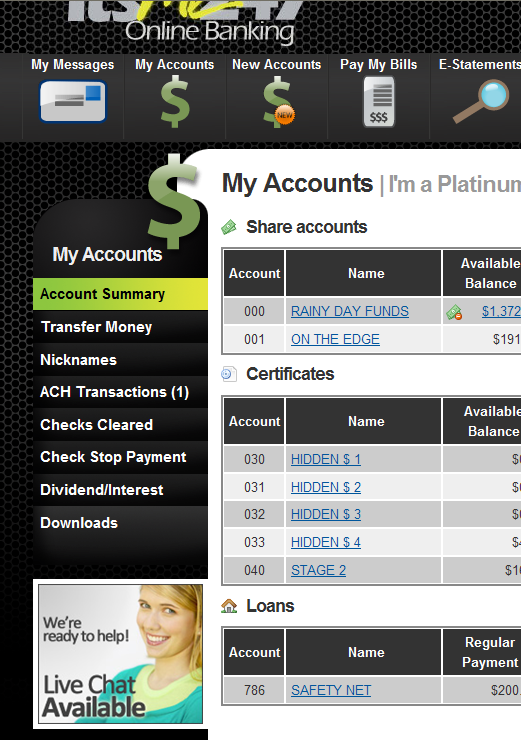 itsMe247
Online Banking
My Messages My Accounts New Accounts Pay My Bills E-Statements
NEW
$$$
My Accounts | I'm a Platinum
Share accounts
My Accounts
Account Name Available
Balance
Account Summary
000 RAINY DAY FUNDS $1,372
Transfer Money
001 ON THE EDGE $191
Nicknames
Certificates
ACH Transactions (1)
Account Name Available
Balance
Checks Cleared
Check Stop Payment
030 HIDDEN $ 1
Dividend/Interest
031 HIDDEN $ 2
032 HIDDEN $ 3
Downloads
033 HIDDEN $ 4
040 STAGE 2
Loans
We're
ready to help!
Account Name Regular
Payment
Live Chat
Available
786 SAFETY NET $200.